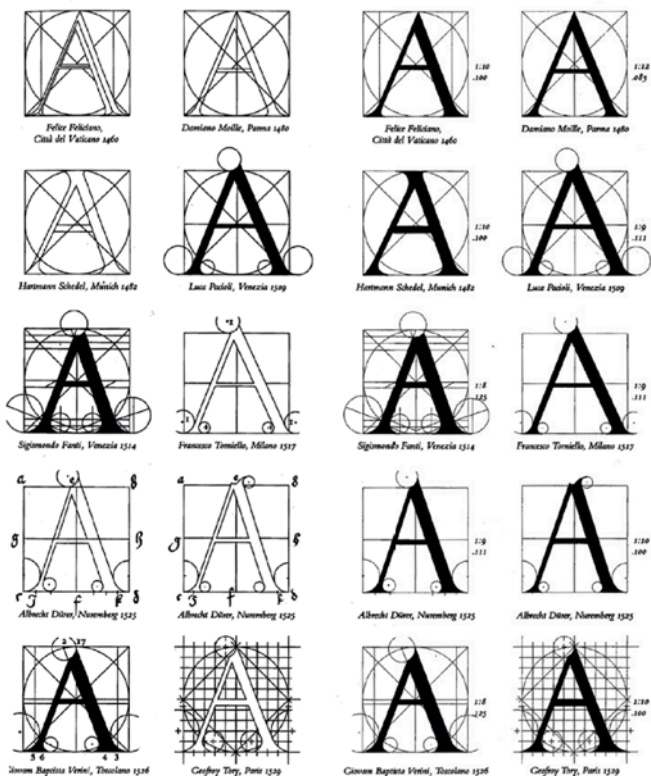 A A A 1:10 A 1:12
.100 .083
Felice Feliciano, Damiano Moille, Parma 1480 Felice Feliciano, Damiano Moille, Parma 1480
Città del Vaticano 1460 Città del Vaticano 1460
A A A 1:10 A 1:9
.100 .111
Hartmann Schedel, Munich 1482 Luca Pacioli, Venezia 1509 Hartmann Schedel, Munich 1482 Luca Pacioli, Venezia 1509
A A A 1:8 A 1:9
.125 .111
Sigismondo Fanti, Venezia 1514 Francesco Torniello, Milano 1517 Sigismondo Fanti, Venezia 1514 Francesco Torniello, Milano 1517
a e a e
A A A 1:9 A 1:10
.111 .100
f f
Albrecht Dürer, Nuremberg 1525 Albrecht Dürer, Nuremberg 1525 Albrecht Dürer, Nuremberg 1525 Albrecht Dürer, Nuremberg 1525
2 17
A A A 1:8 A 1:10
.125 .100
5 6 4 3
Giovam Baptista Verini, Toscolano 1526 Geofroy Tory, Paris 1529 Giovam Baptista Verini, Toscolano 1526 Geofroy Tory, Paris 1529